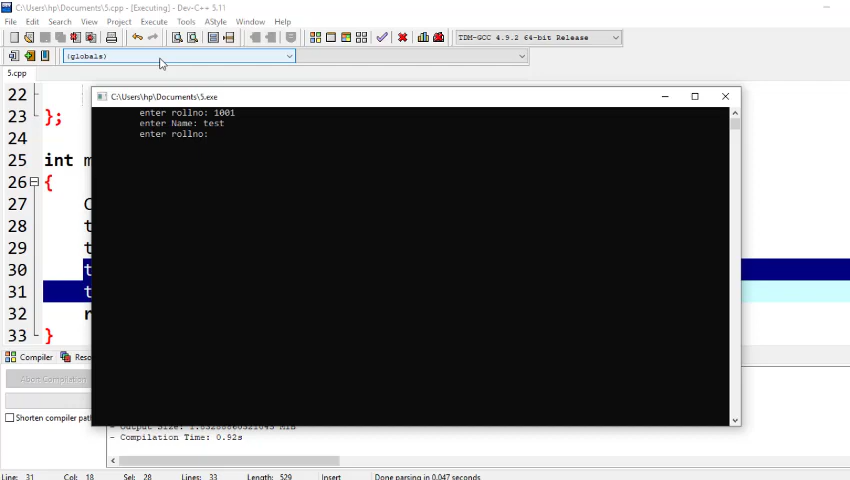 C:\Users\hp\Documents\5.cpp - [Executing] - Dev-C++ 5.11
File Edit Search View Project Execute Tools AStyle Window Help
TDM-GCC 4.9.2 64-bit Release
(globals)
5.cpp
22
C:\Users\hp\Documents\5.exe
enter rollno: 1001
23 };
enter Name: test
enter rollno:
24
25 int m
26 {
27 C
28 t
29 t
30 t
31 t
32 r
33 }
Compiler Reso
Abort Compilation
Shorten compiler path
- Compilation Time: 0.92s
Line: 31 Col: 18 Sel: 28 Lines: 33 Length: 529 Insert Done parsing in 0.047 seconds